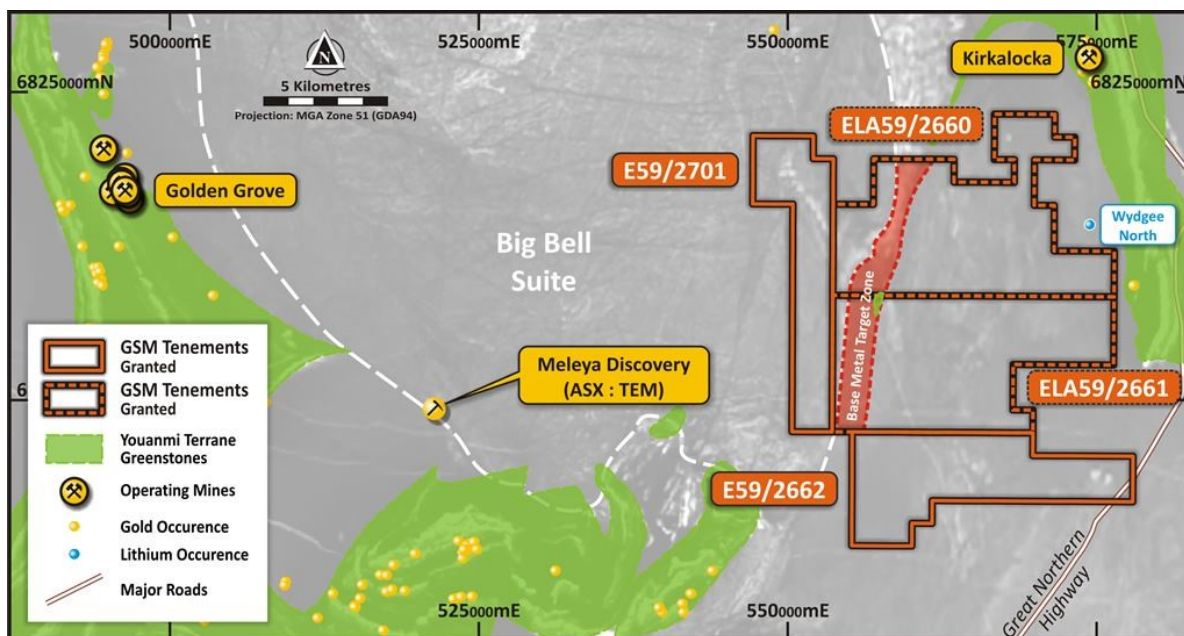 500000mE
525000mE
550000mE
575000mE
N
5 Kilometres
Projection: MGA Zone 51 (GDA94)
6825000mN
6825000mN
Kirkalocka
ELA59/2660
E59/2701
Golden Grove
Wydgee
North
Big Bell
Suite
Base Metal Target Zone
Meleya Discovery
(ASX : TEM)
ELA59/2661
E59/2662
GSM Tenements
Granted
GSM Tenements
Granted
Youanmi Terrane
Greenstones
Operating Mines
Gold Occurence
Lithium Occurence
Major Roads
Great Northern
Highway
525000mE
550000mE